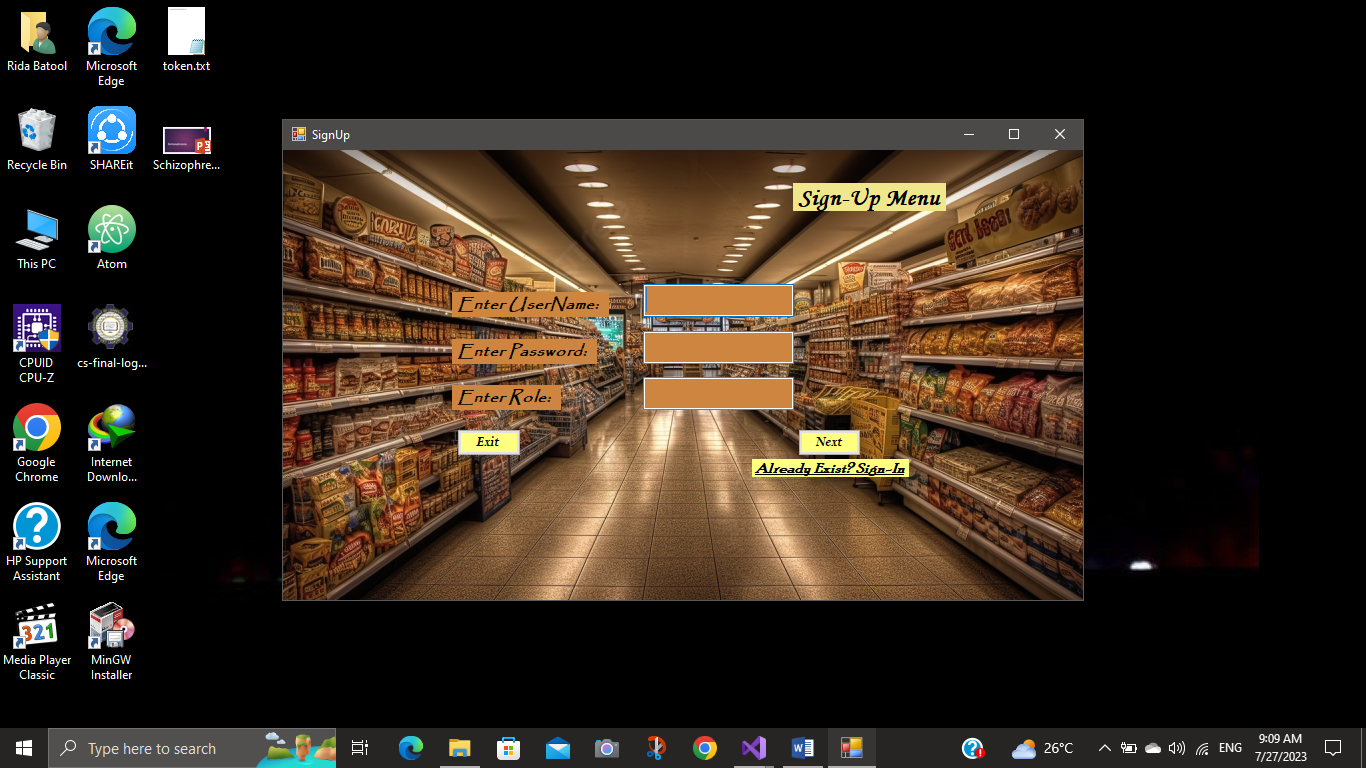 Rida Batool
Microsoft
Edge
token.txt
Recycle Bin
SHAREit
Schizophre...
This PC
Atom
CPUID
CPU-Z
cs-final-log...
Google
Chrome
Internet
Downlo...
HP Support
Assistant
Microsoft
Edge
Media Player
Classic
MinGW
Installer
SignUp
Sign-Up Menu
Enter UserName:
Enter Password:
Enter Role:
Exit
Next
Already Exist? Sign-In
Type here to search
26°C
ENG
9:09 AM
7/27/2023